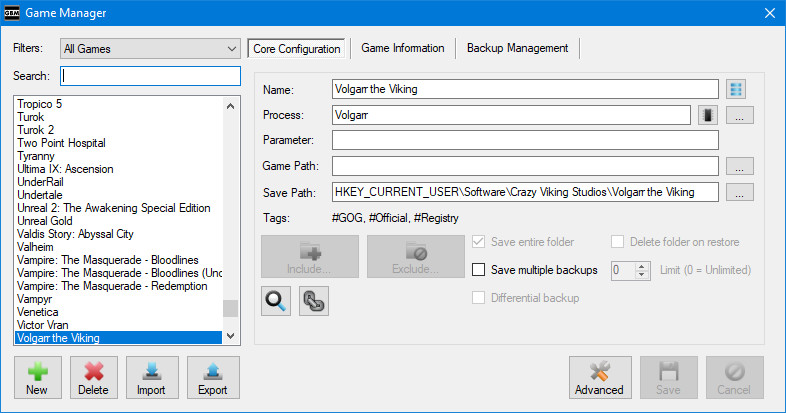 GBM Game Manager
Filters: All Games
Core Configuration Game Information Backup Management
Search:
Tropico 5
Turok
Turok 2
Two Point Hospital
Tyranny
Ultima IX: Ascension
UnderRail
Undertale
Unreal 2: The Awakening Special Edition
Unreal Gold
Valdis Story: Abyssal City
Valheim
Vampire: The Masquerade - Bloodlines
Vampire: The Masquerade - Bloodlines (Unc
Vampire: The Masquerade - Redemption
Vampyr
Venetica
Victor Vran
Volgarr the Viking
Name: Volgarr the Viking
Process: Volgarr ...
Parameter:
Game Path: ...
Save Path: HKEY_CURRENT_USER\Software\Crazy Viking Studios\Volgarr the Viking ...
Tags: #GOG, #Official, #Registry
Include... Exclude...
Save entire folder Delete folder on restore
Save multiple backups 0 Limit (0 = Unlimited)
Differential backup
New Delete Import Export
Advanced Save Cancel